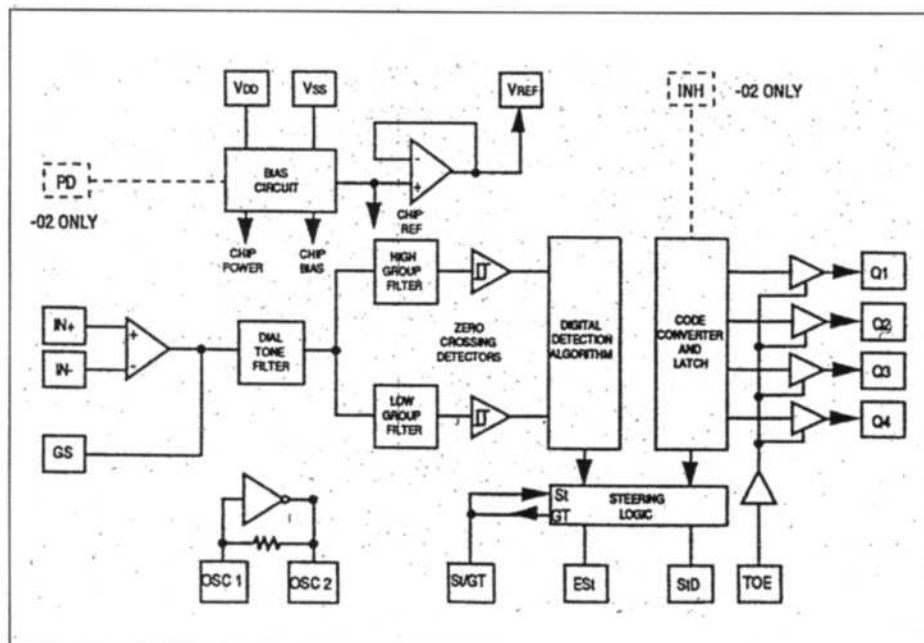 VDD
VSS
VREF
INH
-02 ONLY
PD
-02 ONLY
BIAS
CIRCUIT
-
+
CHIP
POWER
CHIP
BIAS
CHIP
REF
HIGH
GROUP
FILTER
IN+
IN-
+
-
GS
DIAL
TONE
FILTER
ZERO
CROSSING
DETECTORS
LOW
GROUP
FILTER
DIGITAL
DETECTION
ALGORITHM
CODE
CONVERTER
AND
LATCH
Q1
Q2
Q3
Q4
St
GT
STEERING
LOGIC
OSC 1
OSC 2
St/GT
ESt
StD
TOE